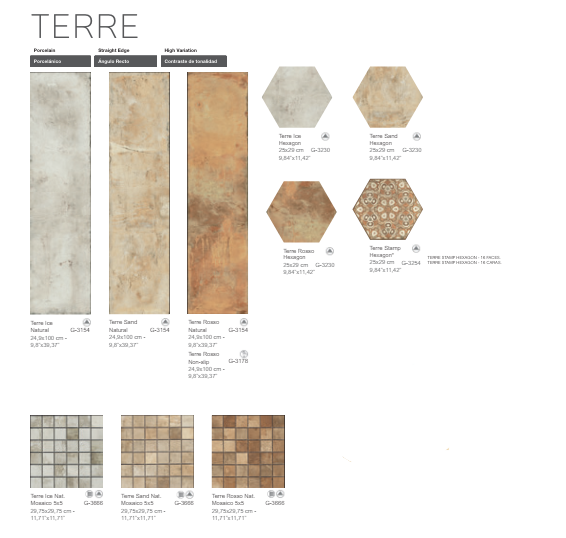 TERRE
Porcelain
Straight Edge
High Variation
Porcelánico
Ángulo Recto
Contraste de tonalidad
Terre Ice
Hexagon
25x29 cm G-3230
9,84"x11,42"
Terre Sand
Hexagon
25x29 cm G-3230
9,84"x11,42"
Terre Rosso
Hexagon
25x29 cm G-3230
9,84"x11,42"
Terre Stamp
Hexagon*
25x29 cm G-3254
9,84"x11,42"
TERRE STAMP HEXAGON - 18 FACES.
TERRE STAMP HEXAGON - 18 CARAS.
Terre Ice
Natural G-3154
24,9x100 cm -
9,8"x39,37"
Terre Sand
Natural G-3154
24,9x100 cm -
9,8"x39,37"
Terre Rosso
Natural G-3154
24,9x100 cm -
9,8"x39,37"
Terre Rosso
Non-slip G-3178
24,9x100 cm -
9,8"x39,37"
Terre Ice Nat.
Mosaico 5x5 G-3666
29,75x29,75 cm -
11,71"x11,71"
Terre Sand Nat.
Mosaico 5x5 G-3666
29,75x29,75 cm -
11,71"x11,71"
Terre Rosso Nat.
Mosaico 5x5 G-3666
29,75x29,75 cm -
11,71"x11,71"